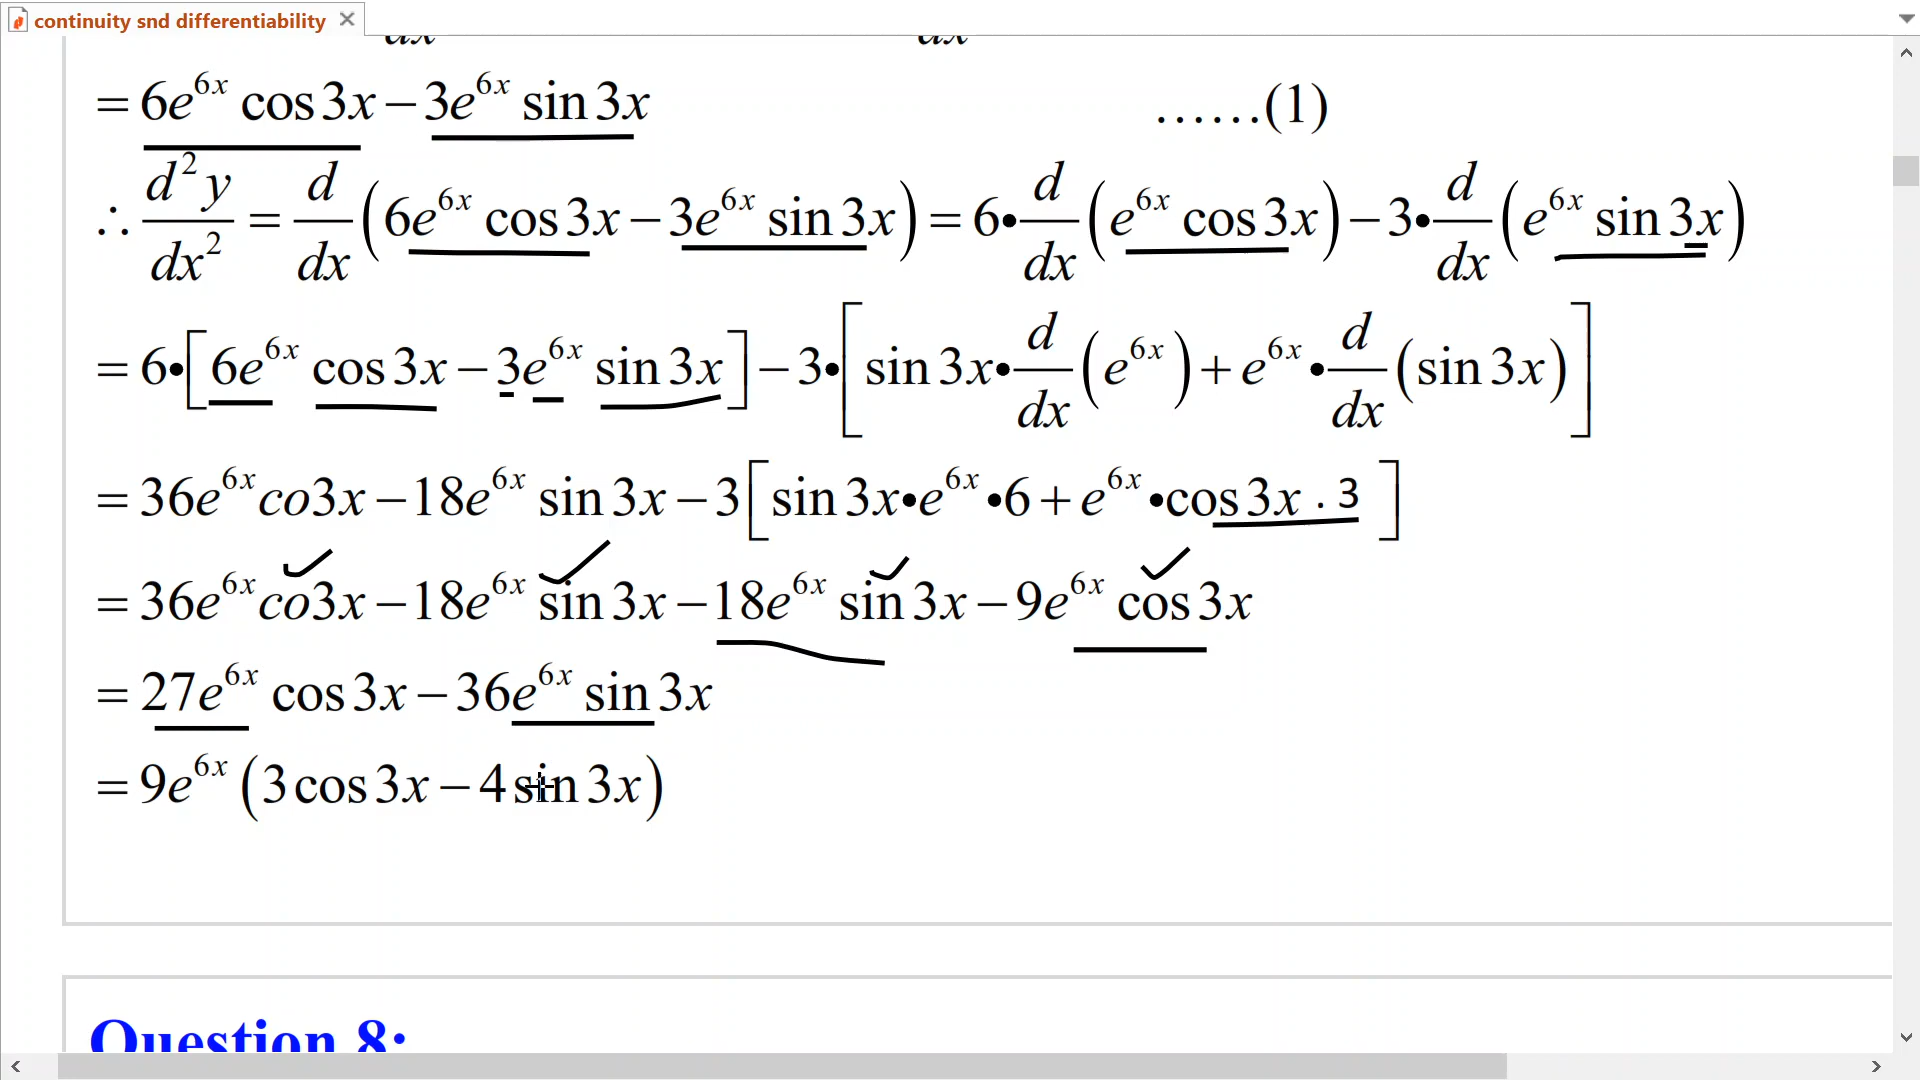 continuity snd differentiability
dx dx
= 6e^{6x} cos 3x − 3e^{6x} sin 3x ……(1)
∴ d²y/dx² = d/dx (6e^{6x} cos 3x − 3e^{6x} sin 3x) = 6• d/dx (e^{6x} cos 3x) − 3• d/dx (e^{6x} sin 3x)
= 6•[6e^{6x} cos 3x − 3e^{6x} sin 3x] − 3•[sin 3x• d/dx (e^{6x}) + e^{6x} • d/dx (sin 3x)]
= 36e^{6x} co3x − 18e^{6x} sin 3x − 3[sin 3x•e^{6x} •6 + e^{6x} •cos 3x . 3 ]
= 36e^{6x} co3x − 18e^{6x} sin 3x − 18e^{6x} sin 3x − 9e^{6x} cos 3x
= 27e^{6x} cos 3x − 36e^{6x} sin 3x
= 9e^{6x} (3 cos 3x − 4 sin 3x)
Question 8: